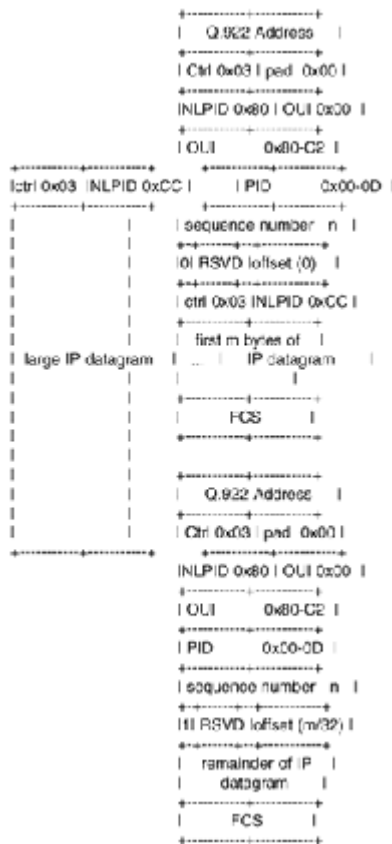 +-----------+-----------+
| Q.922 Address |
+-----------+-----------+
| Ctrl 0x03 | pad 0x00 |
+-----------+-----------+
|NLPID 0x80 | OUI 0x00 |
+-----------+-----------+
| OUI 0x80-C2 |
+-----------+-----------+ +-----------+-----------+
|ctrl 0x03 |NLPID 0xCC | | PID 0x00-0D |
+-----------+-----------+ +-----------+-----------+
| | | sequence number n |
| | +-+-----+---+-----------+
| | |0| RSVD |offset (0) |
| | +-+-----+---+-----------+
| | | ctrl 0x03 |NLPID 0xCC |
| | +-----------+-----------+
| | | first m bytes of |
| large IP datagram | ... | IP datagram |
| | | |
| | +-----------+-----------+
| | | FCS |
| | +-----------+-----------+
| |
| | +-----------+-----------+
| | | Q.922 Address |
| | +-----------+-----------+
| | | Ctrl 0x03 | pad 0x00 |
+-----------+-----------+ +-----------+-----------+
|NLPID 0x80 | OUI 0x00 |
+-----------+-----------+
| OUI 0x80-C2 |
+-----------+-----------+
| PID 0x00-0D |
+-----------+-----------+
| sequence number n |
+-+-----+---+-----------+
|1| RSVD |offset (m/32) |
+-+-----+---+-----------+
| remainder of IP |
| datagram |
+-----------+-----------+
| FCS |
+-----------+-----------+